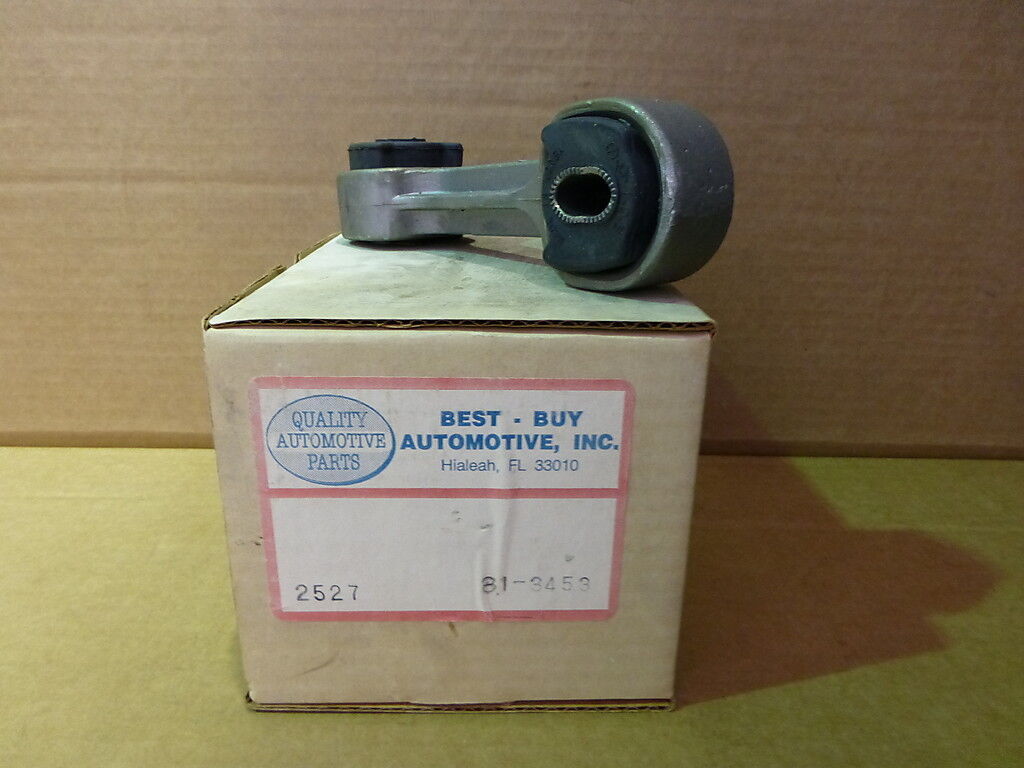 QUALITY
AUTOMOTIVE
PARTS
BEST - BUY
AUTOMOTIVE, INC.
Hialeah, FL 33010
2527
81-3453